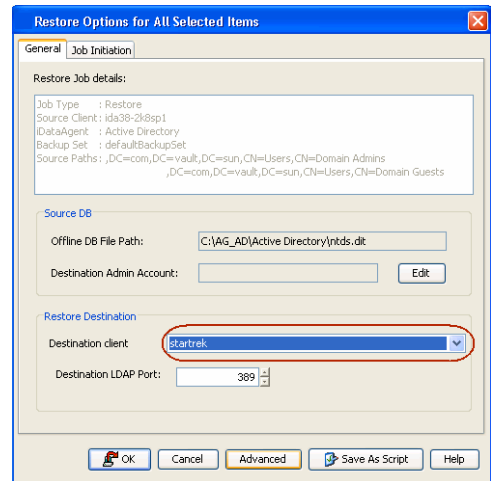 Restore Options for All Selected Items
General Job Initiation
Restore Job details:
Job Type : Restore
Source Client: ida38-2k8sp1
iDataAgent : Active Directory
Backup Set : defaultBackupSet
Source Paths: ,DC=com,DC=vault,DC=sun,CN=Users,CN=Domain Admins
,DC=com,DC=vault,DC=sun,CN=Users,CN=Domain Guests
Source DB
Offline DB File Path: C:\AG_AD\Active Directory\ntds.dit
Destination Admin Account: Edit
Restore Destination
Destination client startrek
Destination LDAP Port: 389
OK Cancel Advanced Save As Script Help